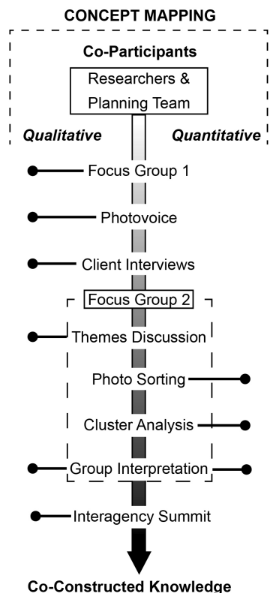 CONCEPT MAPPING
Co-Participants
Researchers &
Planning Team
Qualitative Quantitative
Focus Group 1
Photovoice
Client Interviews
Focus Group 2
Themes Discussion
Photo Sorting
Cluster Analysis
Group Interpretation
Interagency Summit
Co-Constructed Knowledge